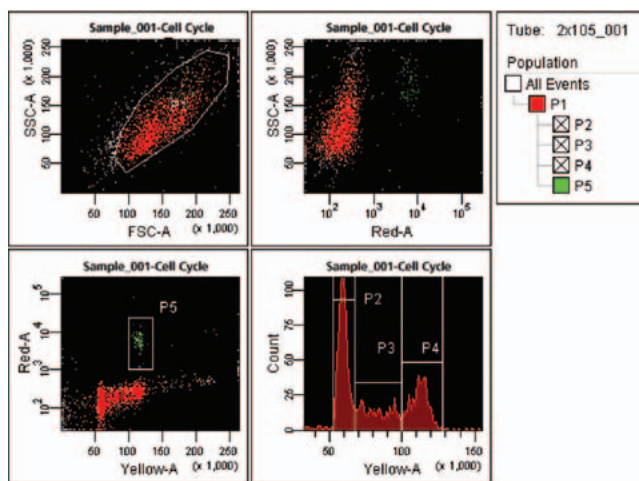 Sample_001-Cell Cycle
SSC-A
(x 1,000)
250
200
150
100
50
50 100 150 200 250
FSC-A
(x 1,000)
Sample_001-Cell Cycle
SSC-A
(x 1,000)
250
200
150
100
50
10² 10³ 10⁴ 10⁵
Red-A
Tube: 2x105_001
Population
All Events
P1
P2
P3
P4
P5
Sample_001-Cell Cycle
Red-A
10⁵
10⁴
10³
10²
P5
50 100 150 200 250
Yellow-A
(x 1,000)
Sample_001-Cell Cycle
Count
100
75
50
25
0
P2
P3
P4
50 100 150
Yellow-A
(x 1,000)